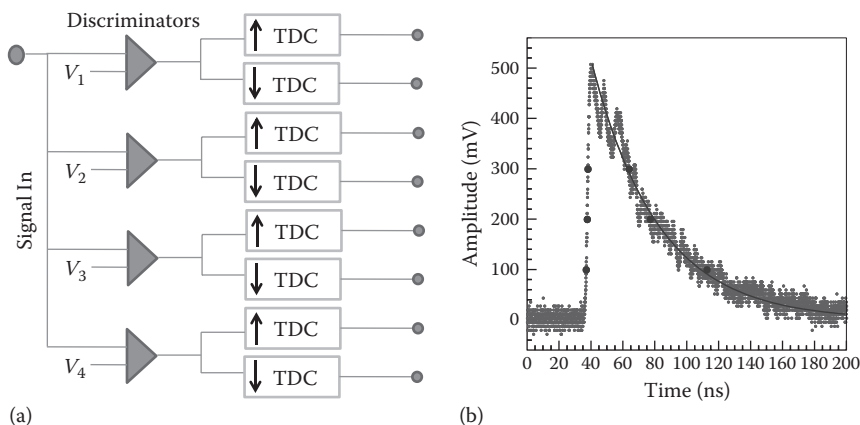 Discriminators
Signal In
V1
V2
V3
V4
↑ TDC
↓ TDC
↑ TDC
↓ TDC
↑ TDC
↓ TDC
↑ TDC
↓ TDC
(a)
Amplitude (mV)
500
400
300
200
100
0
0 20 40 60 80 100 120 140 160 180 200
Time (ns)
(b)